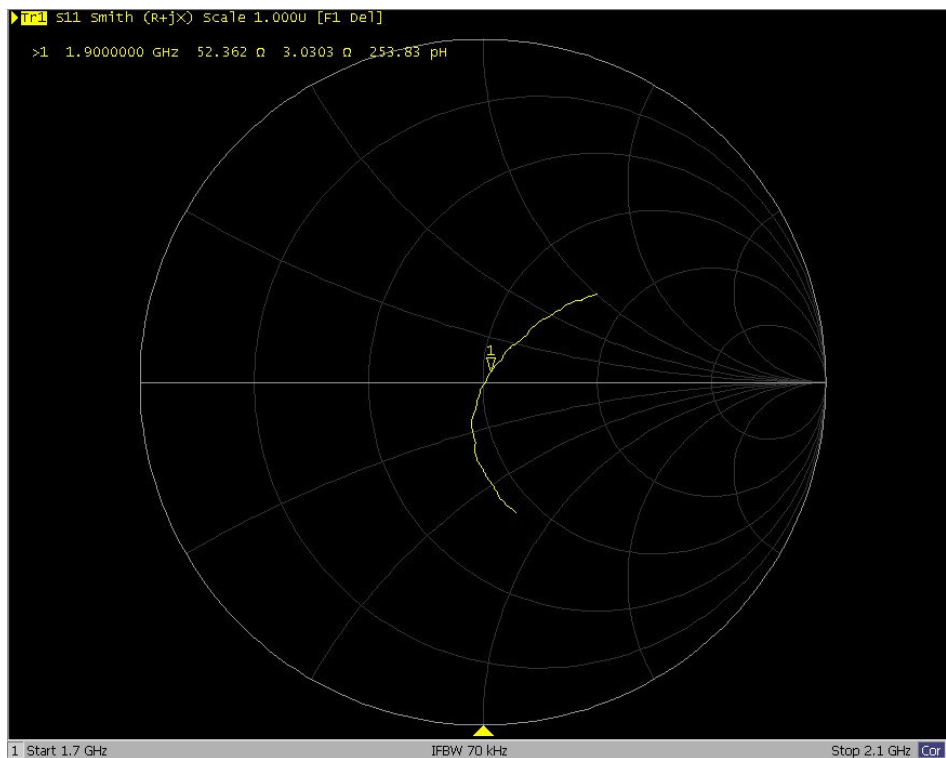 Tr1 S11 Smith (R+jX) Scale 1.000U [F1 Del]
>1 1.9000000 GHz 52.362 Ω 3.0303 Ω 253.83 pH
1
1 Start 1.7 GHz IFBW 70 kHz Stop 2.1 GHz Cor